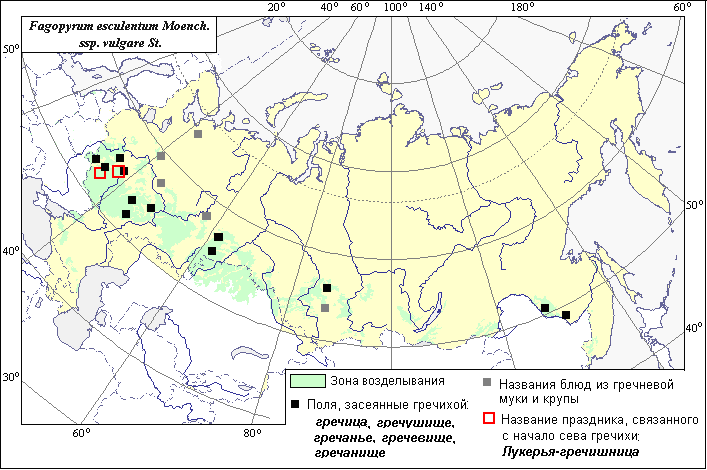 Fagopyrum esculentum Moench.
ssp. vulgare St.
20° 40° 60° 100° 140° 180° 60°
50°
40°
30°
60° 80°
50°
40°
Зона возделывания
Поля, засеянные гречихой:
гречица, гречушище,
гречанье, гречевище,
гречанище
Названия блюд из гречневой
муки и крупы
Название праздника, связанного
с начало сева гречихи:
Лукерья-гречишница